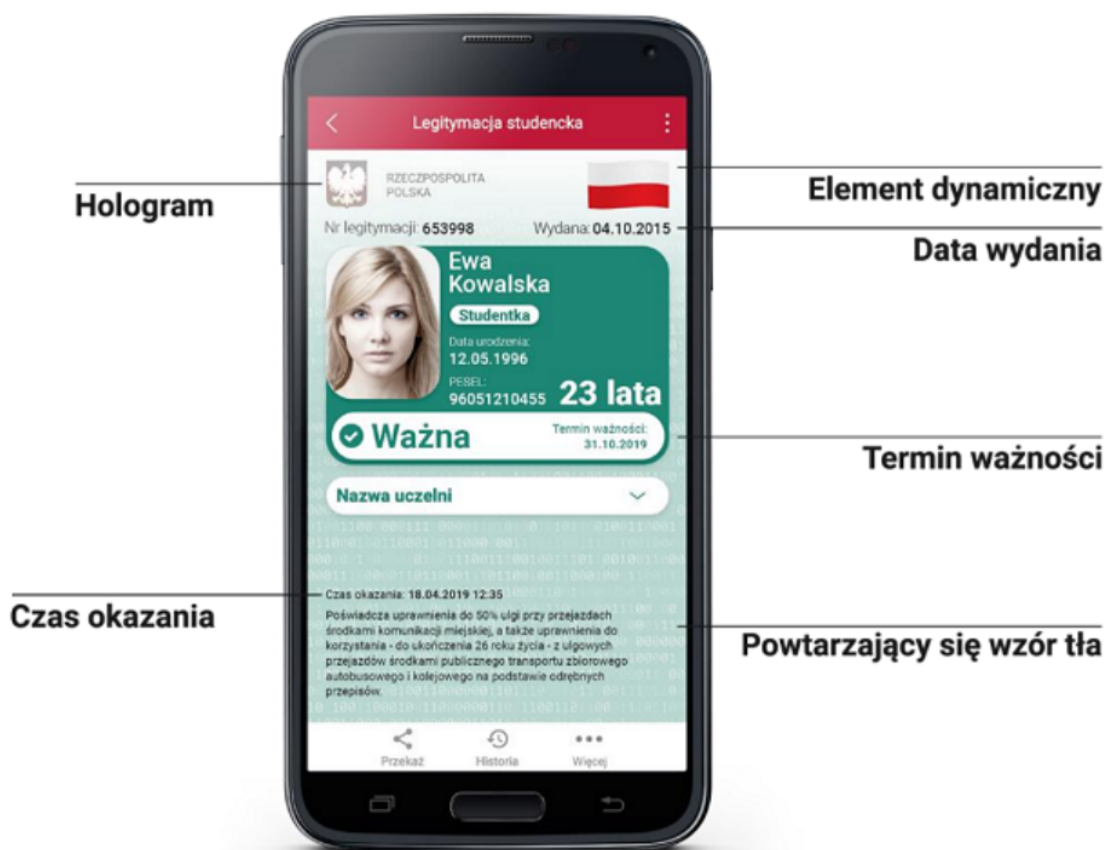 Legitymacja studencka
RZECZPOSPOLITA
POLSKA
Hologram
Element dynamiczny
Nr legitymacji: 653998 Wydana: 04.10.2015
Data wydania
Ewa
Kowalska
Studentka
Data urodzenia:
12.05.1996
PESEL:
96051210455 23 lata
Ważna
Termin ważności:
31.10.2019
Termin ważności
Nazwa uczelni
Czas okazania: 18.04.2019 12:35
Czas okazania
Poświadcza uprawnienia do 50% ulgi przy przejazdach
środkami komunikacji miejskiej, a także uprawnienia do
korzystania - do ukończenia 26 roku życia - z ulgowych
przejazdów środkami publicznego transportu zbiorowego
autobusowego i kolejowego na podstawie odrębnych
przepisów.
Powtarzający się wzór tła
Przekaż Historia Więcej